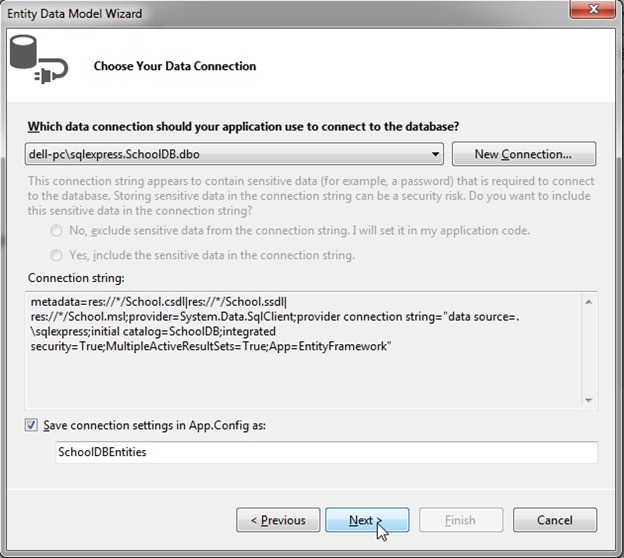 Entity Data Model Wizard
Choose Your Data Connection
Which data connection should your application use to connect to the database?
dell-pc\sqlexpress.SchoolDB.dbo
New Connection...
This connection string appears to contain sensitive data (for example, a password) that is required to connect
to the database. Storing sensitive data in the connection string can be a security risk. Do you want to include
this sensitive data in the connection string?
No, exclude sensitive data from the connection string. I will set it in my application code.
Yes, include the sensitive data in the connection string.
Connection string:
metadata=res://*/School.csdl|res://*/School.ssdl|
res://*/School.msl;provider=System.Data.SqlClient;provider connection string="data source=.
\sqlexpress;initial catalog=SchoolDB;integrated
security=True;MultipleActiveResultSets=True;App=EntityFramework"
Save connection settings in App.Config as:
SchoolDBEntities
< Previous
Next >
Finish
Cancel